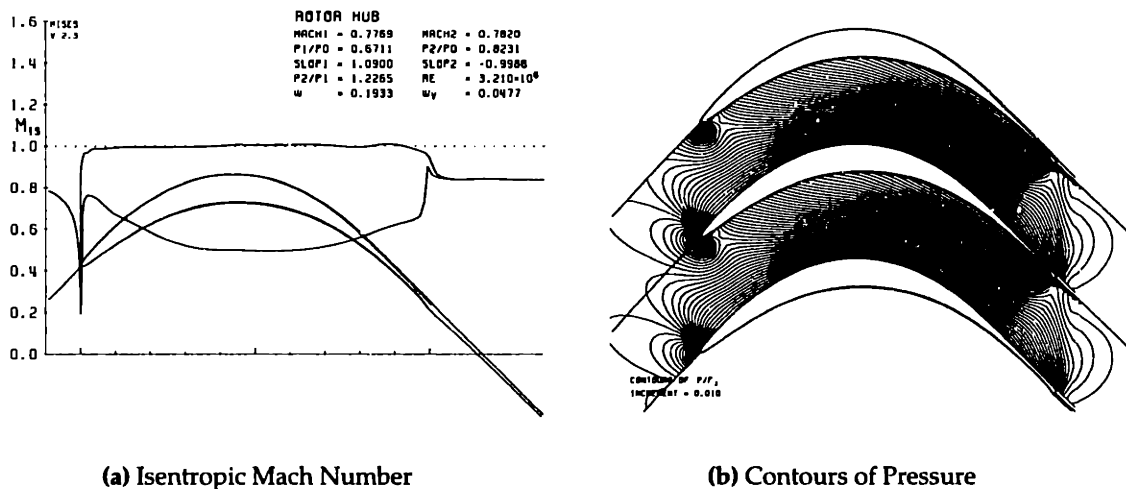 1.6
MISES
V 2.3
1.4
1.2
M_IS
1.0
0.8
0.6
0.4
0.2
0.0
ROTOR HUB
MACH1 = 0.7769 MACH2 = 0.7820
P1/P0 = 0.6711 P2/P0 = 0.8231
SLOP1 = 1.0900 SLOP2 = -0.9988
P2/P1 = 1.2265 RE = 3.210×10⁶
W = 0.1933 Wy = 0.0477
CONTOURS OF P/P₁
INCREMENT = 0.010
(a) Isentropic Mach Number
(b) Contours of Pressure